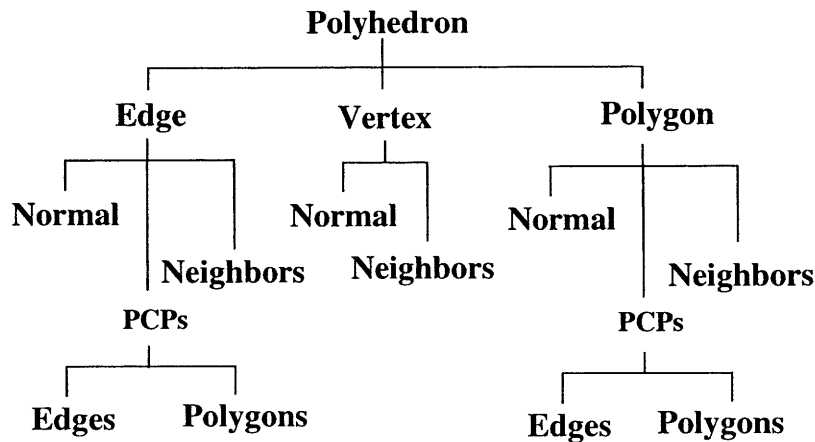 Polyhedron
Edge
Vertex
Polygon
Normal
Normal
Normal
Neighbors
Neighbors
Neighbors
PCPs
PCPs
Edges
Polygons
Edges
Polygons